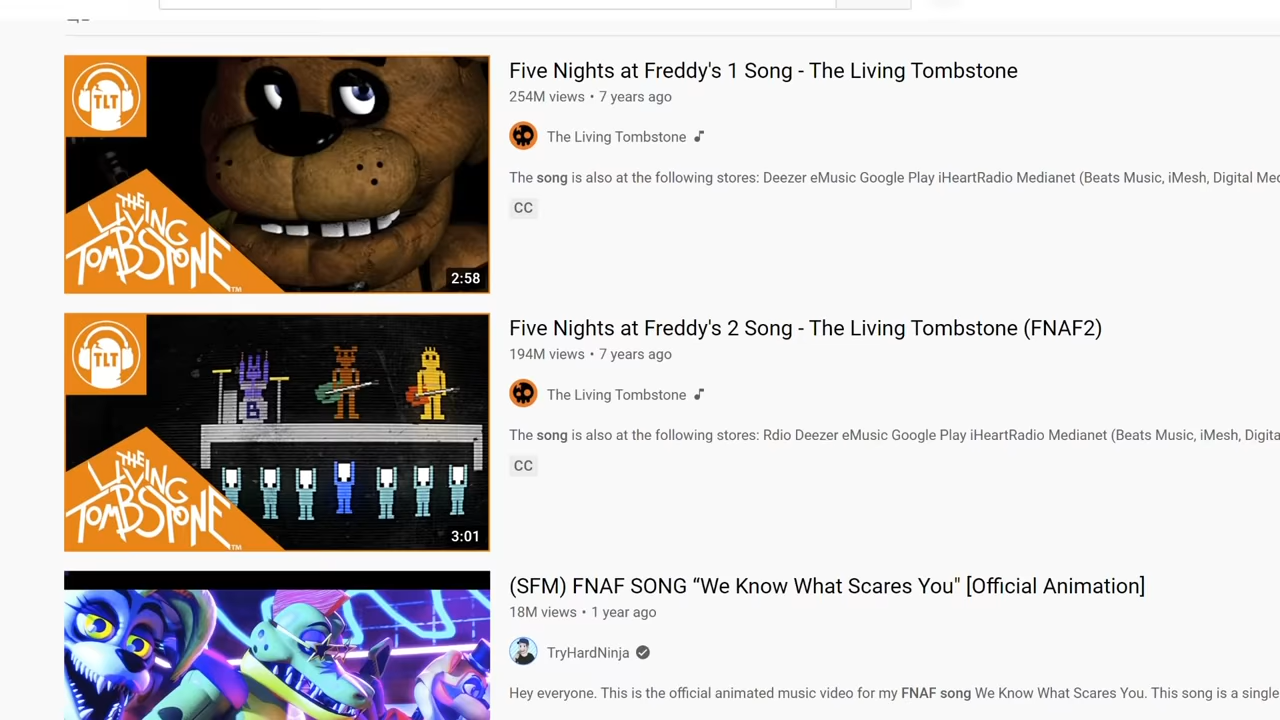 TLT
THE
LIVING
TOMBSTONE
TM
2:58
Five Nights at Freddy's 1 Song - The Living Tombstone
254M views • 7 years ago
The Living Tombstone
The song is also at the following stores: Deezer eMusic Google Play iHeartRadio Medianet (Beats Music, iMesh, Digital
CC
TLT
THE
LIVING
TOMBSTONE
TM
3:01
Five Nights at Freddy's 2 Song - The Living Tombstone (FNAF2)
194M views • 7 years ago
The Living Tombstone
The song is also at the following stores: Rdio Deezer eMusic Google Play iHeartRadio Medianet (Beats Music, iMesh,
CC
(SFM) FNAF SONG “We Know What Scares You" [Official Animation]
18M views • 1 year ago
TryHardNinja
Hey everyone. This is the official animated music video for my FNAF song We Know What Scares You. This song is a single